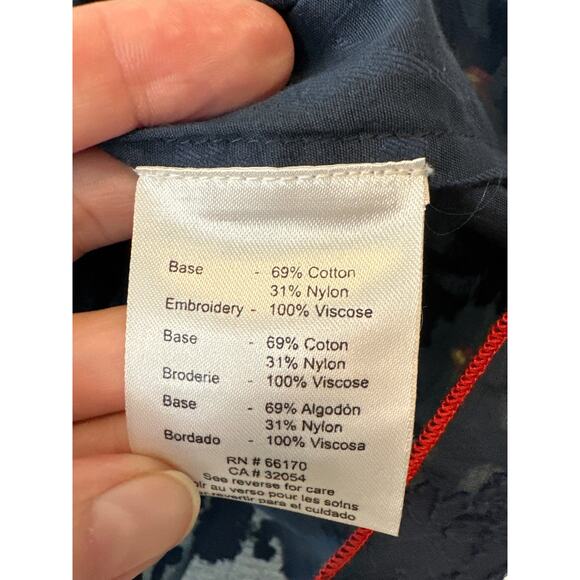 Base - 69% Cotton
31% Nylon
Embroidery - 100% Viscose
Base - 69% Coton
31% Nylon
Broderie - 100% Viscose
Base - 69% Algodón
31% Nylon
Bordado - 100% Viscosa
RN # 66170
CA # 32054
See reverse for care
au verso pour les soins
para el cuidado